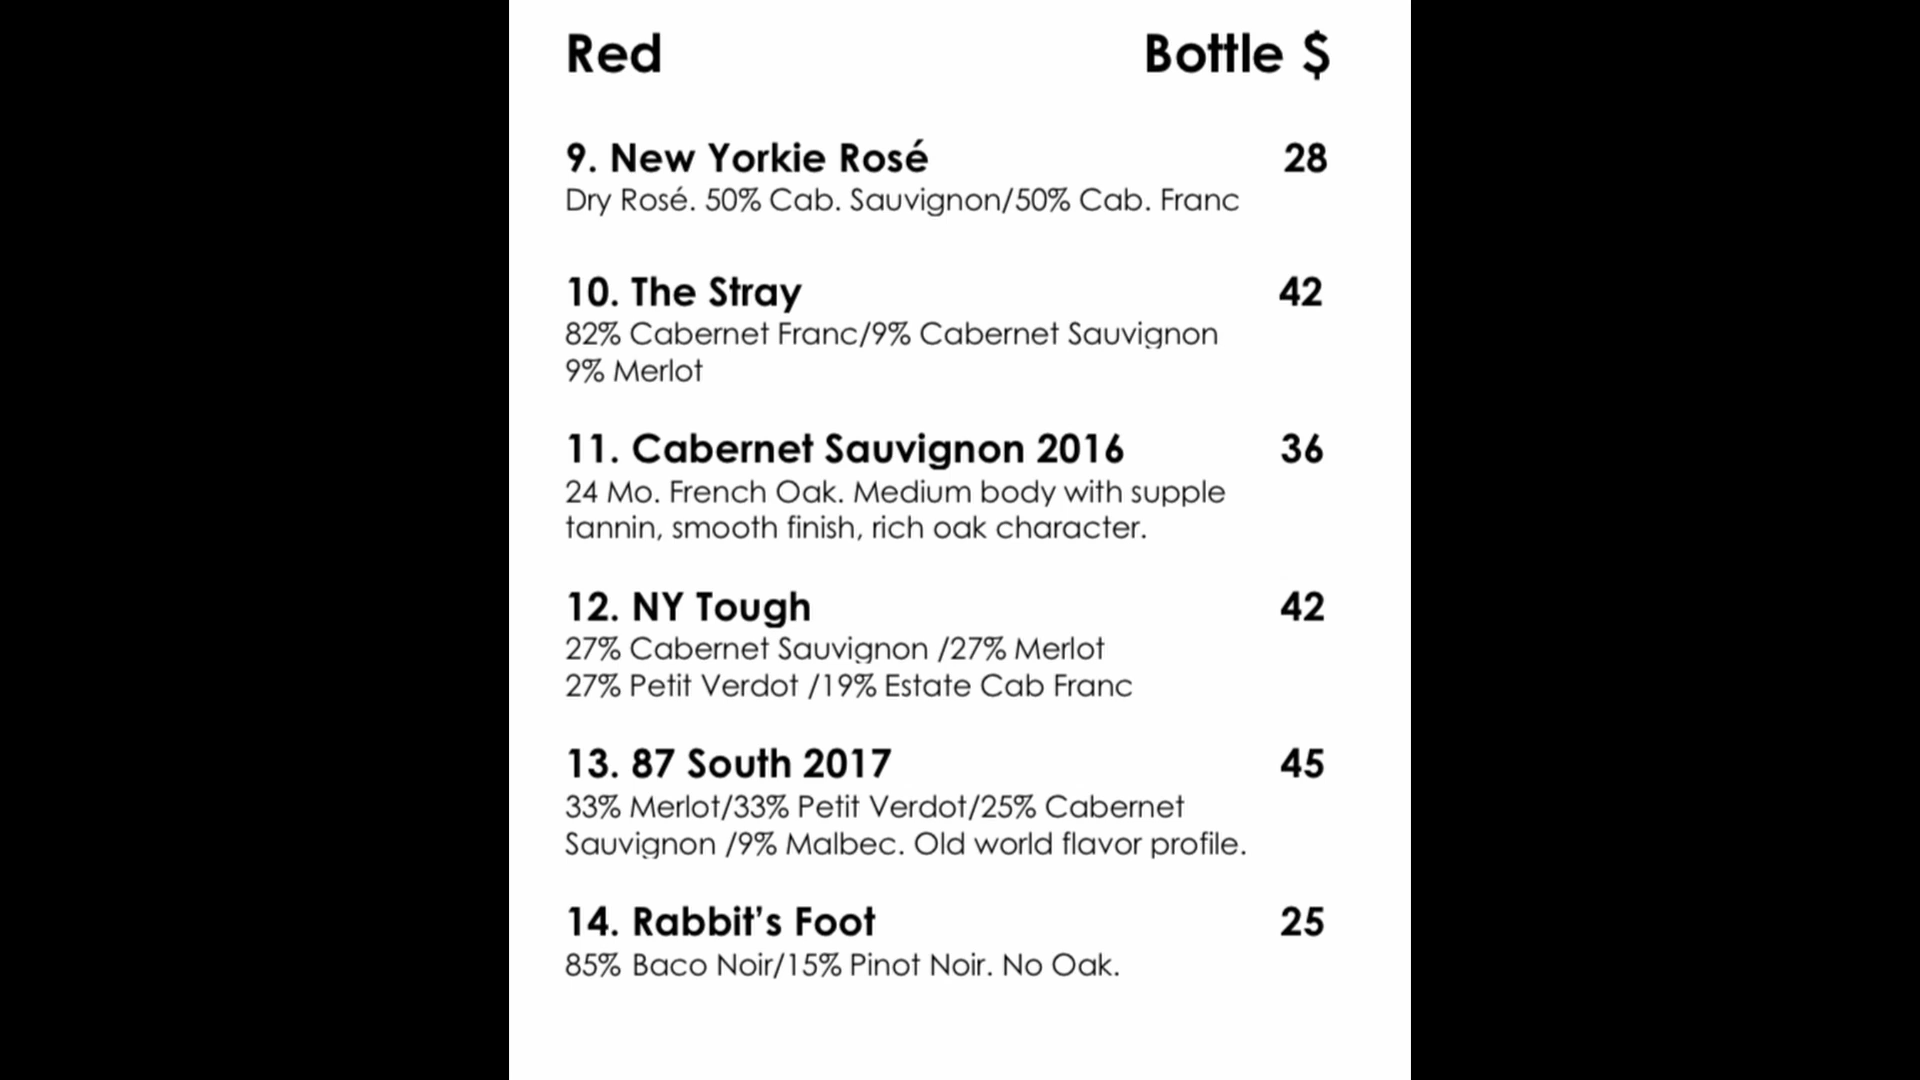 Red Bottle $
9. New Yorkie Rosé 28
Dry Rosé. 50% Cab. Sauvignon/50% Cab. Franc
10. The Stray 42
82% Cabernet Franc/9% Cabernet Sauvignon
9% Merlot
11. Cabernet Sauvignon 2016 36
24 Mo. French Oak. Medium body with supple
tannin, smooth finish, rich oak character.
12. NY Tough 42
27% Cabernet Sauvignon /27% Merlot
27% Petit Verdot /19% Estate Cab Franc
13. 87 South 2017 45
33% Merlot/33% Petit Verdot/25% Cabernet
Sauvignon /9% Malbec. Old world flavor profile.
14. Rabbit’s Foot 25
85% Baco Noir/15% Pinot Noir. No Oak.